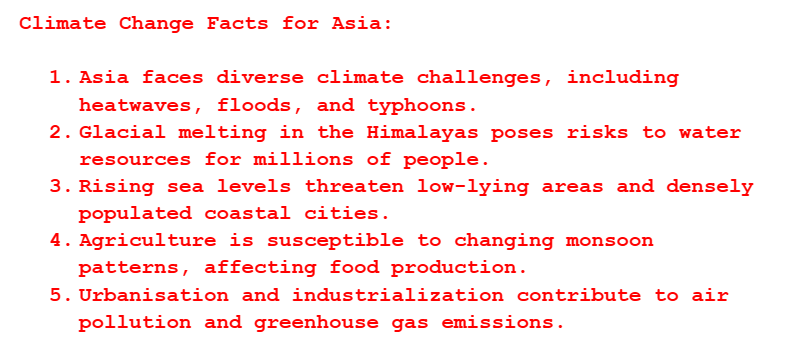 Climate Change Facts for Asia:
1. Asia faces diverse climate challenges, including
heatwaves, floods, and typhoons.
2. Glacial melting in the Himalayas poses risks to water
resources for millions of people.
3. Rising sea levels threaten low-lying areas and densely
populated coastal cities.
4. Agriculture is susceptible to changing monsoon
patterns, affecting food production.
5. Urbanisation and industrialization contribute to air
pollution and greenhouse gas emissions.